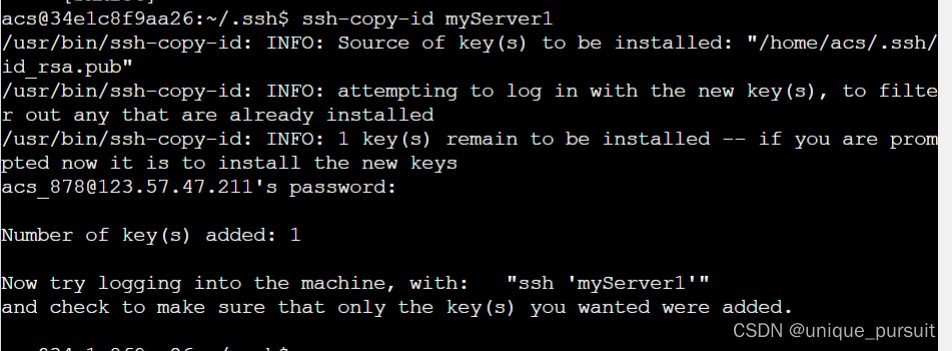 acs@34e1c8f9aa26:~/.ssh$ ssh-copy-id myServer1
/usr/bin/ssh-copy-id: INFO: Source of key(s) to be installed: "/home/acs/.ssh/
id_rsa.pub"
/usr/bin/ssh-copy-id: INFO: attempting to log in with the new key(s), to filte
r out any that are already installed
/usr/bin/ssh-copy-id: INFO: 1 key(s) remain to be installed -- if you are prom
pted now it is to install the new keys
acs_878@123.57.47.211's password:
Number of key(s) added: 1
Now try logging into the machine, with:   "ssh 'myServer1'"
and check to make sure that only the key(s) you wanted were added.
CSDN @unique_pursuit